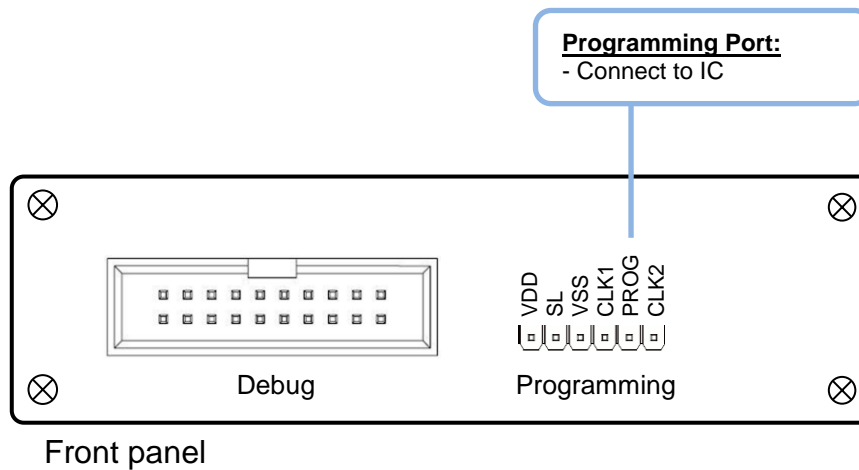 Programming Port:
- Connect to IC
VDD
SL
VSS
CLK1
PROG
CLK2
Debug
Programming
Front panel